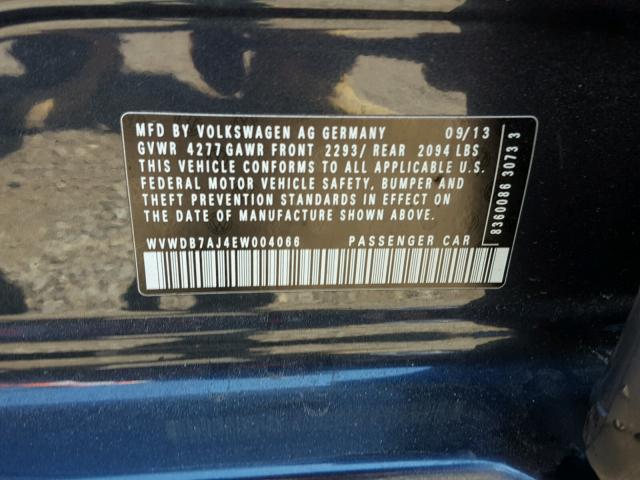 MFD BY VOLKSWAGEN AG GERMANY 09/13
GVWR 4277 GAWR FRONT 2293/ REAR 2094 LBS
THIS VEHICLE CONFORMS TO ALL APPLICABLE U.S.
FEDERAL MOTOR VEHICLE SAFETY, BUMPER AND
THEFT PREVENTION STANDARDS IN EFFECT ON THE
DATE OF MANUFACTURE SHOWN ABOVE.
WVWDB7AJ4EW004066 PASSENGER CAR
8360086 3073 3